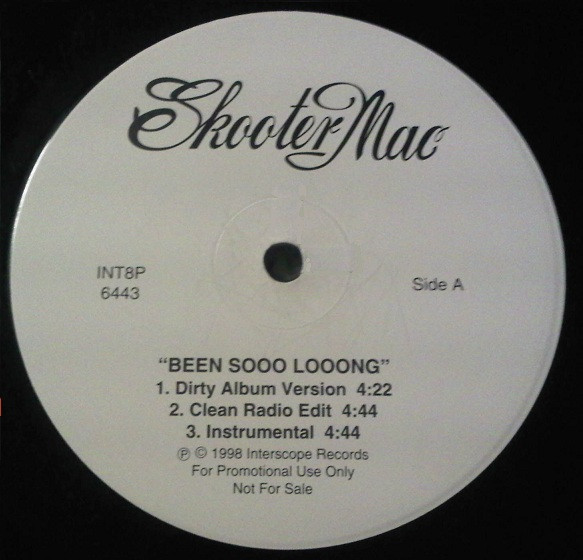 Skooter Mac
INT8P
6443
Side A
“BEEN SOOO LOOONG”
1. Dirty Album Version 4:22
2. Clean Radio Edit 4:44
3. Instrumental 4:44
℗ © 1998 Interscope Records
For Promotional Use Only
Not For Sale